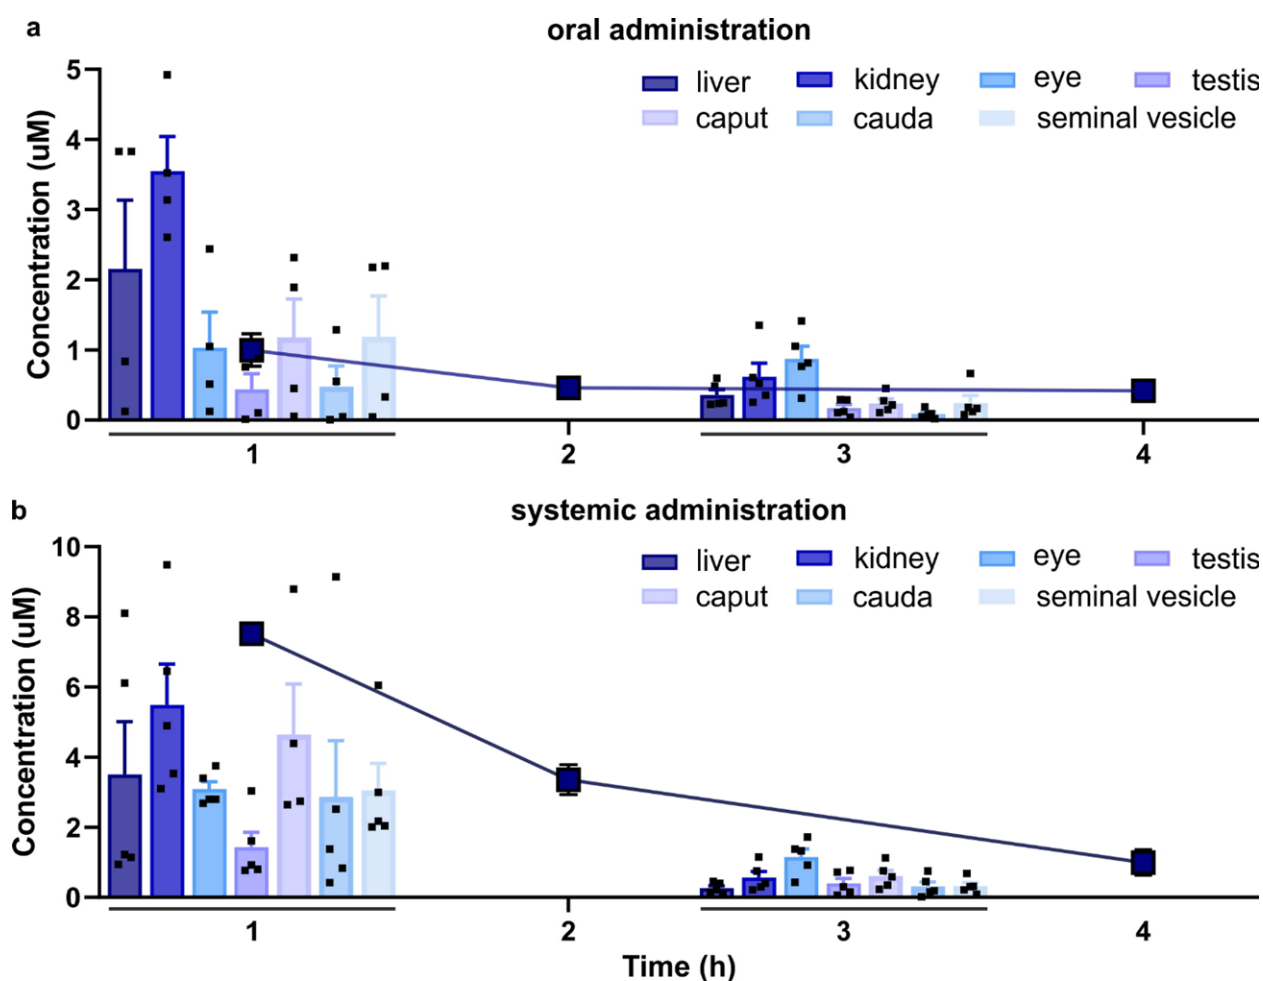 a
oral administration
Concentration (uM)
5
4
3
2
1
0
liver kidney eye testis
caput cauda seminal vesicle
1 2 3 4
b
systemic administration
Concentration (uM)
10
8
6
4
2
0
liver kidney eye testis
caput cauda seminal vesicle
1 2 3 4
Time (h)